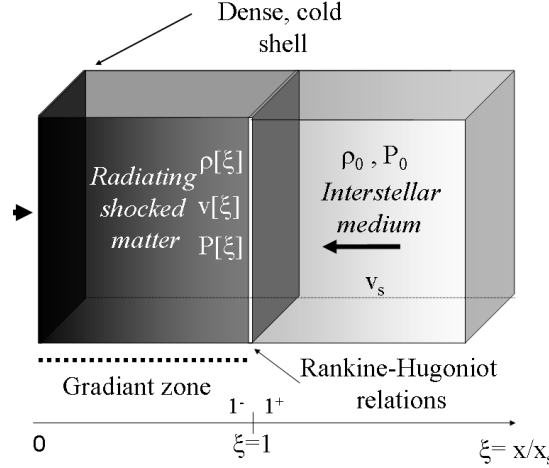 Dense, cold
shell
Radiating
shocked
matter
ρ[ξ]
v[ξ]
P[ξ]
ρ₀ , P₀
Interstellar
medium
vₛ
Gradiant zone
Rankine-Hugoniot
relations
1⁻ 1⁺
0
ξ=1
ξ= x/xₛ